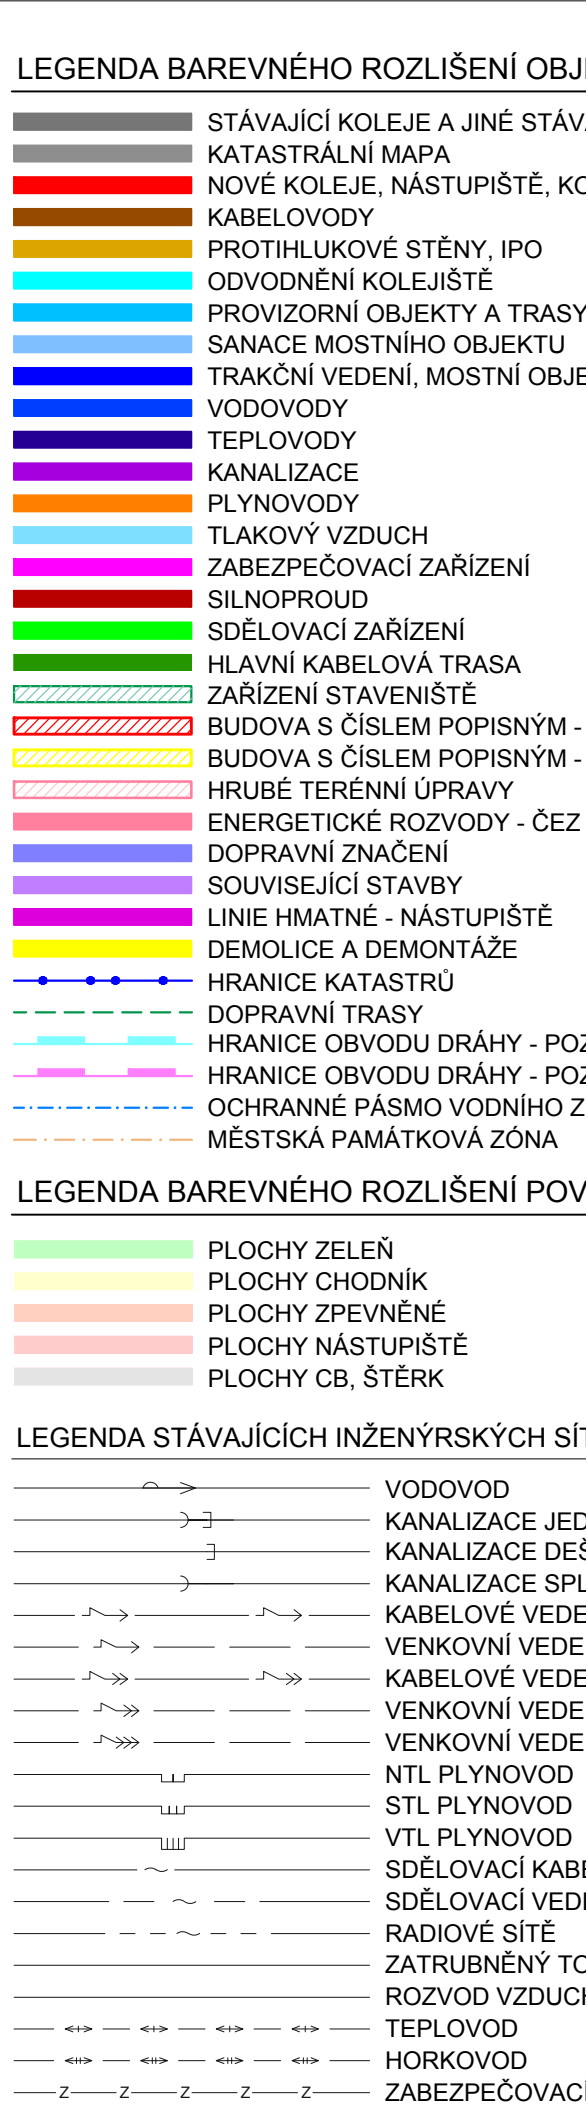 LEGENDA BAREVNÉHO ROZLIŠENÍ OBJ
STÁVAJÍCÍ KOLEJE A JINÉ STÁV
KATASTRÁLNÍ MAPA
NOVÉ KOLEJE, NÁSTUPIŠTĚ, KO
KABELOVODY
PROTIHLUKOVÉ STĚNY, IPO
ODVODNĚNÍ KOLEJIŠTĚ
PROVIZORNÍ OBJEKTY A TRASY
SANACE MOSTNÍHO OBJEKTU
TRAKČNÍ VEDENÍ, MOSTNÍ OBJE
VODOVODY
TEPLOVODY
KANALIZACE
PLYNOVODY
TLAKOVÝ VZDUCH
ZABEZPEČOVACÍ ZAŘÍZENÍ
SILNOPROUD
SDĚLOVACÍ ZAŘÍZENÍ
HLAVNÍ KABELOVÁ TRASA
ZAŘÍZENÍ STAVENIŠTĚ
BUDOVA S ČÍSLEM POPISNÝM -
BUDOVA S ČÍSLEM POPISNÝM -
HRUBÉ TERÉNNÍ ÚPRAVY
ENERGETICKÉ ROZVODY - ČEZ
DOPRAVNÍ ZNAČENÍ
SOUVISEJÍCÍ STAVBY
LINIE HMATNÉ - NÁSTUPIŠTĚ
DEMOLICE A DEMONTÁŽE
HRANICE KATASTRŮ
DOPRAVNÍ TRASY
HRANICE OBVODU DRÁHY - POZ
HRANICE OBVODU DRÁHY - POZ
OCHRANNÉ PÁSMO VODNÍHO Z
MĚSTSKÁ PAMÁTKOVÁ ZÓNA
LEGENDA BAREVNÉHO ROZLIŠENÍ POV
PLOCHY ZELEŇ
PLOCHY CHODNÍK
PLOCHY ZPEVNĚNÉ
PLOCHY NÁSTUPIŠTĚ
PLOCHY CB, ŠTĚRK
LEGENDA STÁVAJÍCÍCH INŽENÝRSKÝCH SÍT
VODOVOD
KANALIZACE JED
KANALIZACE DEŠ
KANALIZACE SPL
KABELOVÉ VEDE
VENKOVNÍ VEDE
KABELOVÉ VEDE
VENKOVNÍ VEDE
VENKOVNÍ VEDE
NTL PLYNOVOD
STL PLYNOVOD
VTL PLYNOVOD
SDĚLOVACÍ KABE
SDĚLOVACÍ VEDE
RADIOVÉ SÍTĚ
ZATRUBNĚNÝ TO
ROZVOD VZDUCH
TEPLOVOD
HORKOVOD
Z Z Z Z Z ZABEZPEČOVACÍ